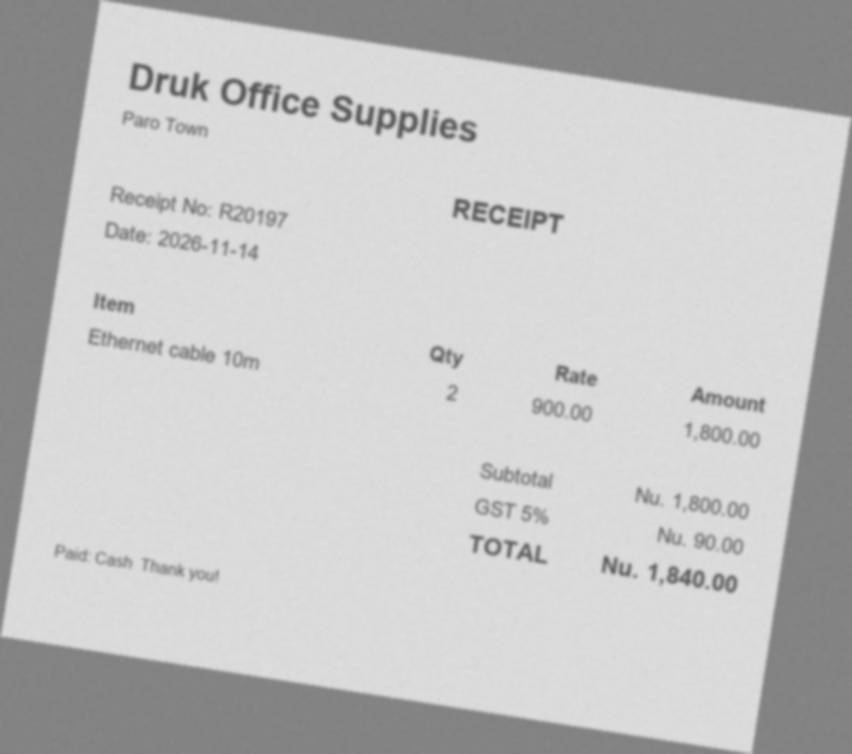 Druk Office Supplies
Paro Town
RECEIPT
Receipt No: R20197
Date: 2026-11-14
Item Qty Rate Amount
Ethernet cable 10m 2 900.00 1,800.00
Subtotal Nu. 1,800.00
GST 5% Nu. 90.00
TOTAL Nu. 1,840.00
Paid: Cash Thank you!